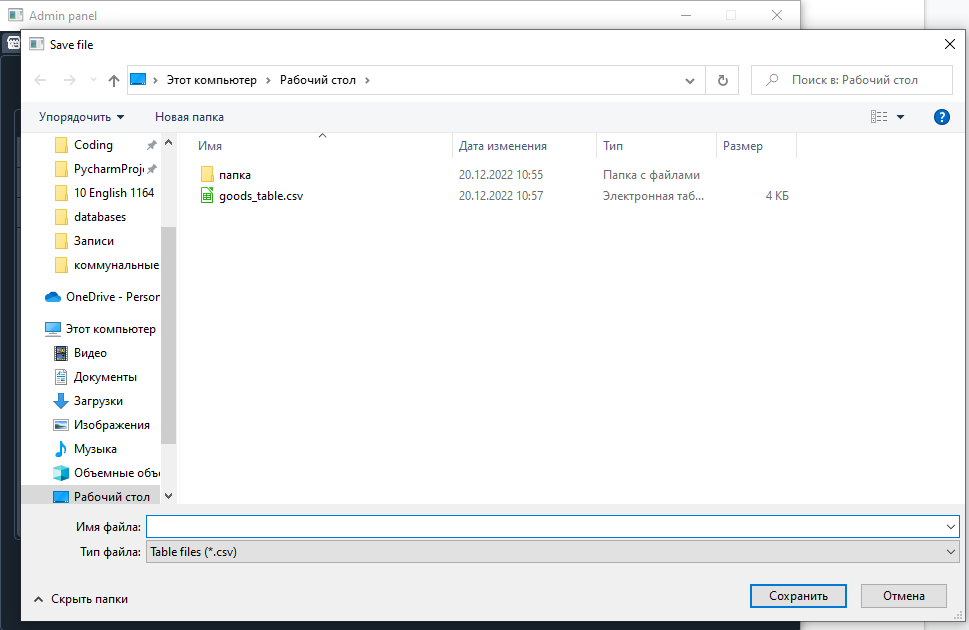 Admin panel
Save file
Этот компьютер
Рабочий стол
Поиск в: Рабочий стол
Упорядочить
Новая папка
Имя
Дата изменения
Тип
Размер
Coding
PycharmProj
10 English 1164
databases
Записи
коммунальные
OneDrive - Person
Этот компьютер
Видео
Документы
Загрузки
Изображения
Музыка
Объемные объ
Рабочий стол
папка 20.12.2022 10:55 Папка с файлами
goods_table.csv 20.12.2022 10:57 Электронная таб... 4 КБ
Имя файла:
Тип файла: Table files (*.csv)
Скрыть папки
Сохранить
Отмена